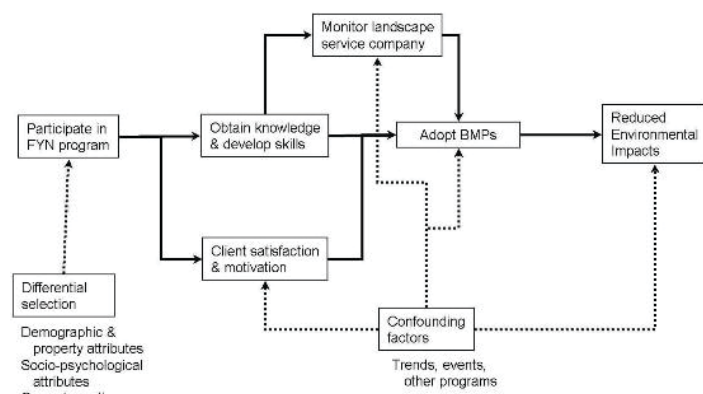 Monitor landscape
service company
Participate in
FYN program
Obtain knowledge
& develop skills
Adopt BMPs
Reduced
Environmental
Impacts
Client satisfaction
& motivation
Differential
selection
Demographic &
property attributes
Socio-psychological
attributes
Confounding
factors
Trends, events,
other programs